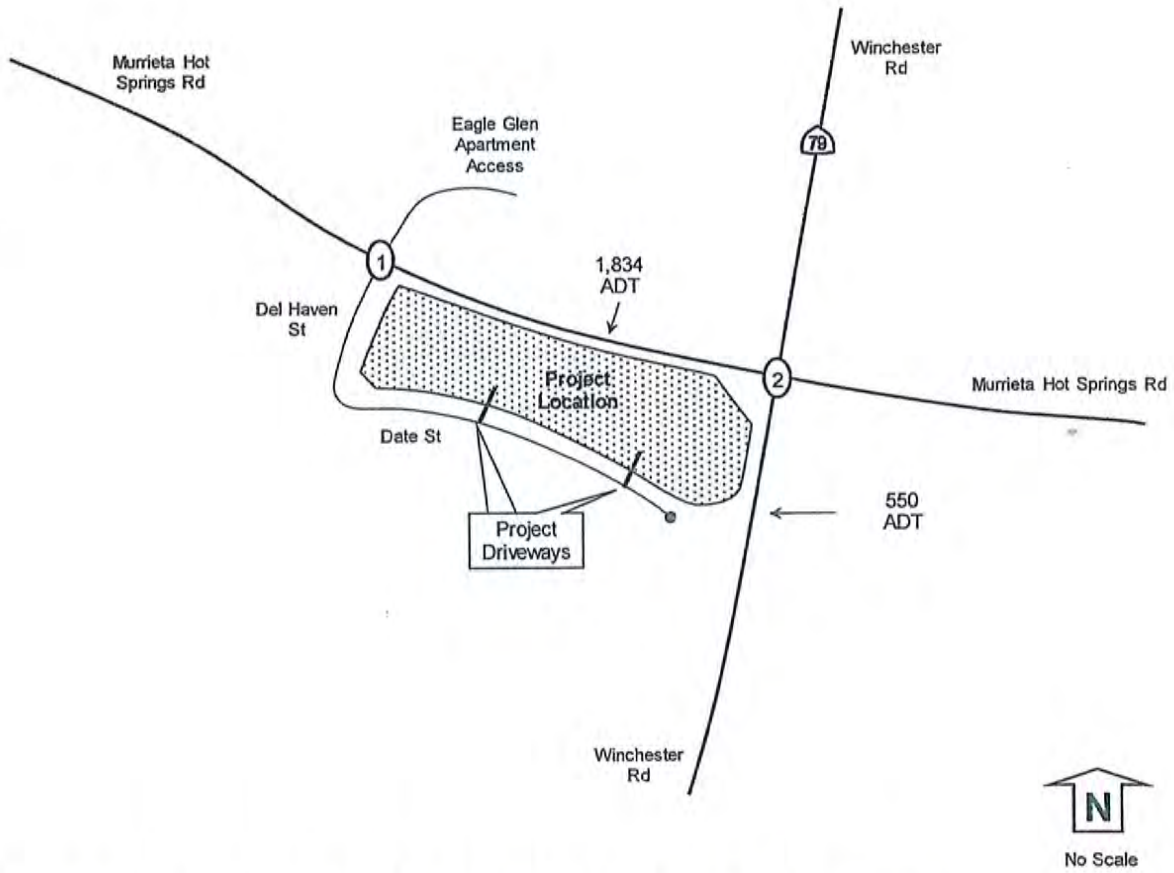 Winchester
Rd
Murrieta Hot
Springs Rd
79
Eagle Glen
Apartment
Access
1
1,834
ADT
Del Haven
St
2
Project
Location
Murrieta Hot Springs Rd
Date St
550
ADT
Project
Driveways
Winchester
Rd
N
No Scale